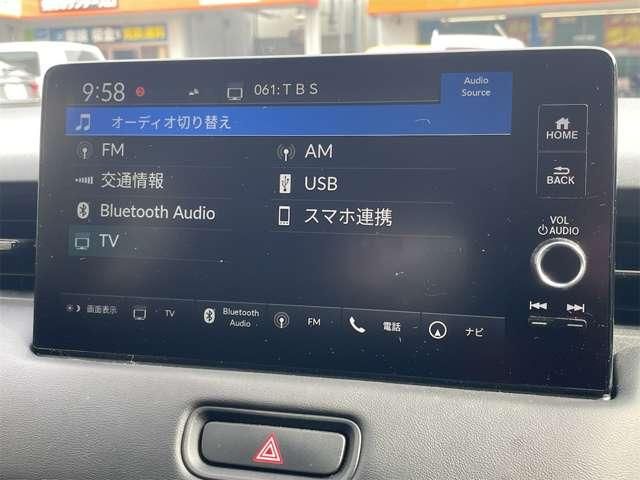 9:58 2 061:TBS Audio Source
オーディオ切り替え
FM
AM
交通情報
USB
Bluetooth Audio
スマホ連携
TV
画面表示
TV
Bluetooth Audio
FM
電話
ナビ
HOME
BACK
VOL
AUDIO